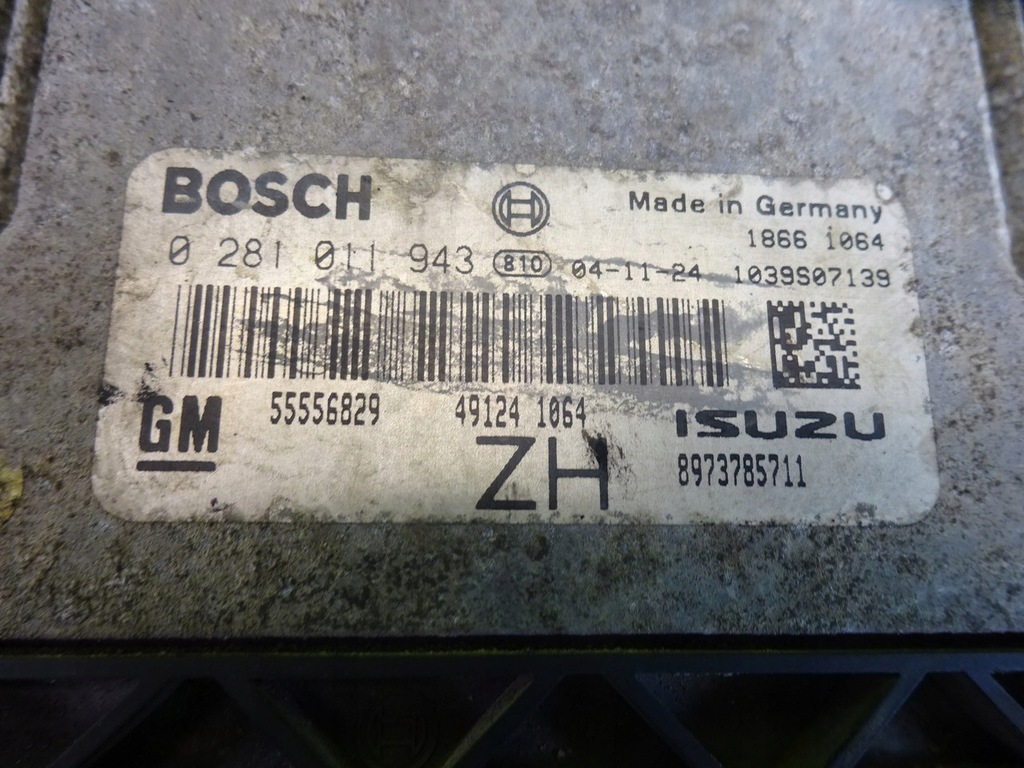 BOSCH Made in Germany
1866 1064
0 281 011 943 810 04-11-24 1039S07139
GM 55556829 49124 1064 ISUZU
ZH 8973785711